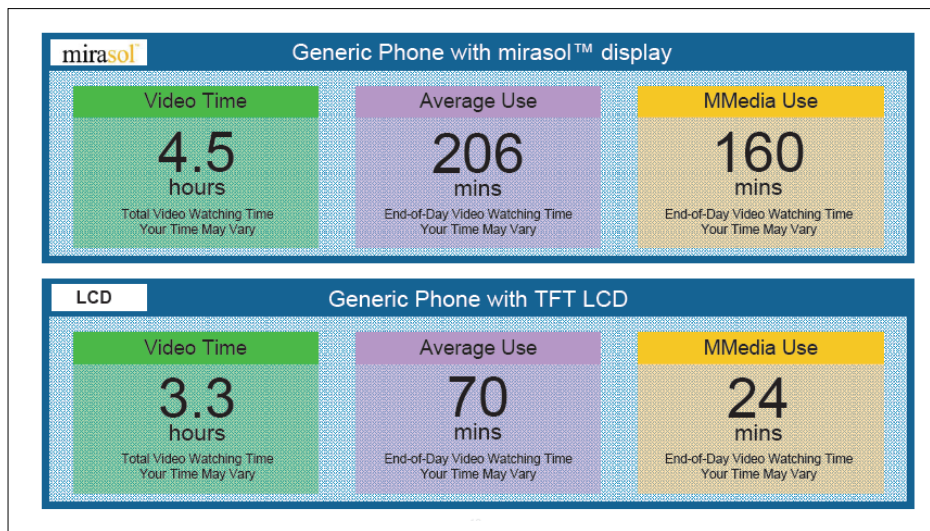 mirasol™
Generic Phone with mirasol™ display
Video Time
4.5
hours
Total Video Watching Time
Your Time May Vary
Average Use
206
mins
End-of-Day Video Watching Time
Your Time May Vary
MMedia Use
160
mins
End-of-Day Video Watching Time
Your Time May Vary
LCD
Generic Phone with TFT LCD
Video Time
3.3
hours
Total Video Watching Time
Your Time May Vary
Average Use
70
mins
End-of-Day Video Watching Time
Your Time May Vary
MMedia Use
24
mins
End-of-Day Video Watching Time
Your Time May Vary